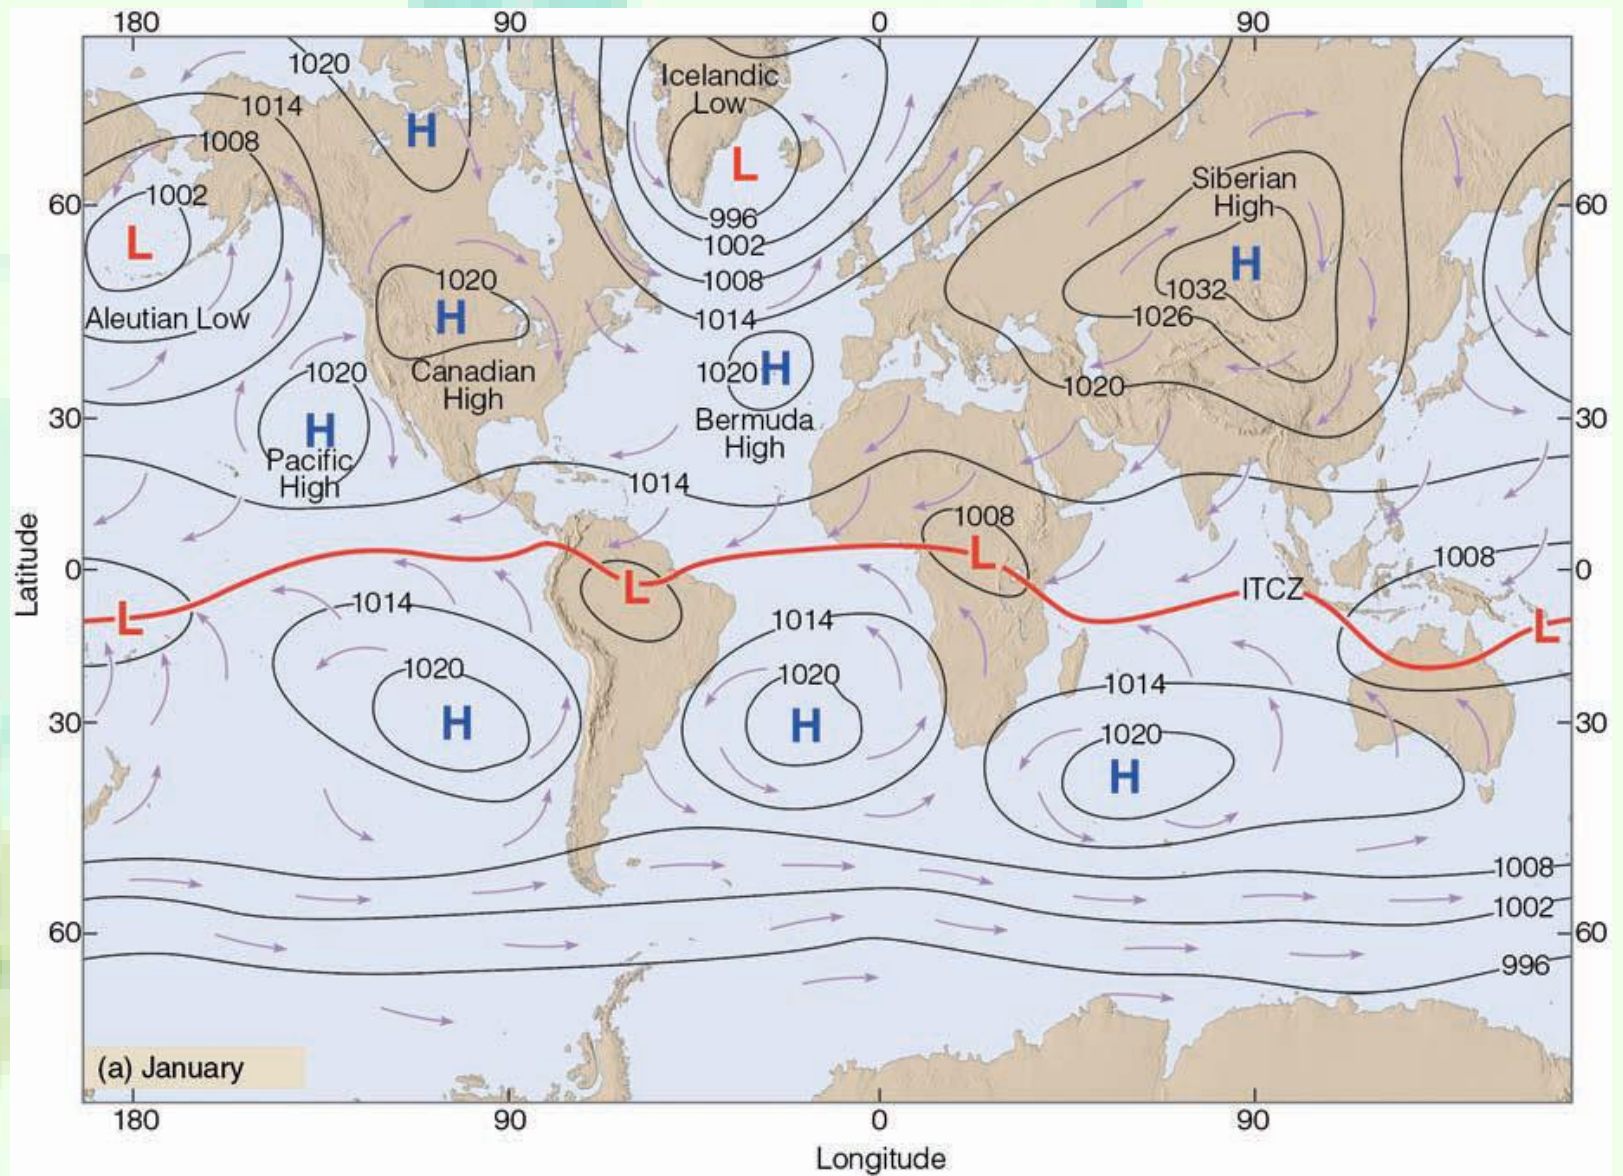 180 90 0 90
1020
Icelandic
Low
1014
H
1008
L
Siberian
High
1002
60 996 60
1002
L
H
1020 1008 1032
Aleutian Low H 1014 1026
1020 1020 H 1020
Canadian
High
30 H Bermuda
High 30
Pacific
High
1014
1008
L
1008
0 L ITCZ 0
L L
1014 1014
1020 1020 1014
30 H H 1020 30
H
1008
1002
60 60
996
(a) January
180 90 0 90
Longitude
Latitude